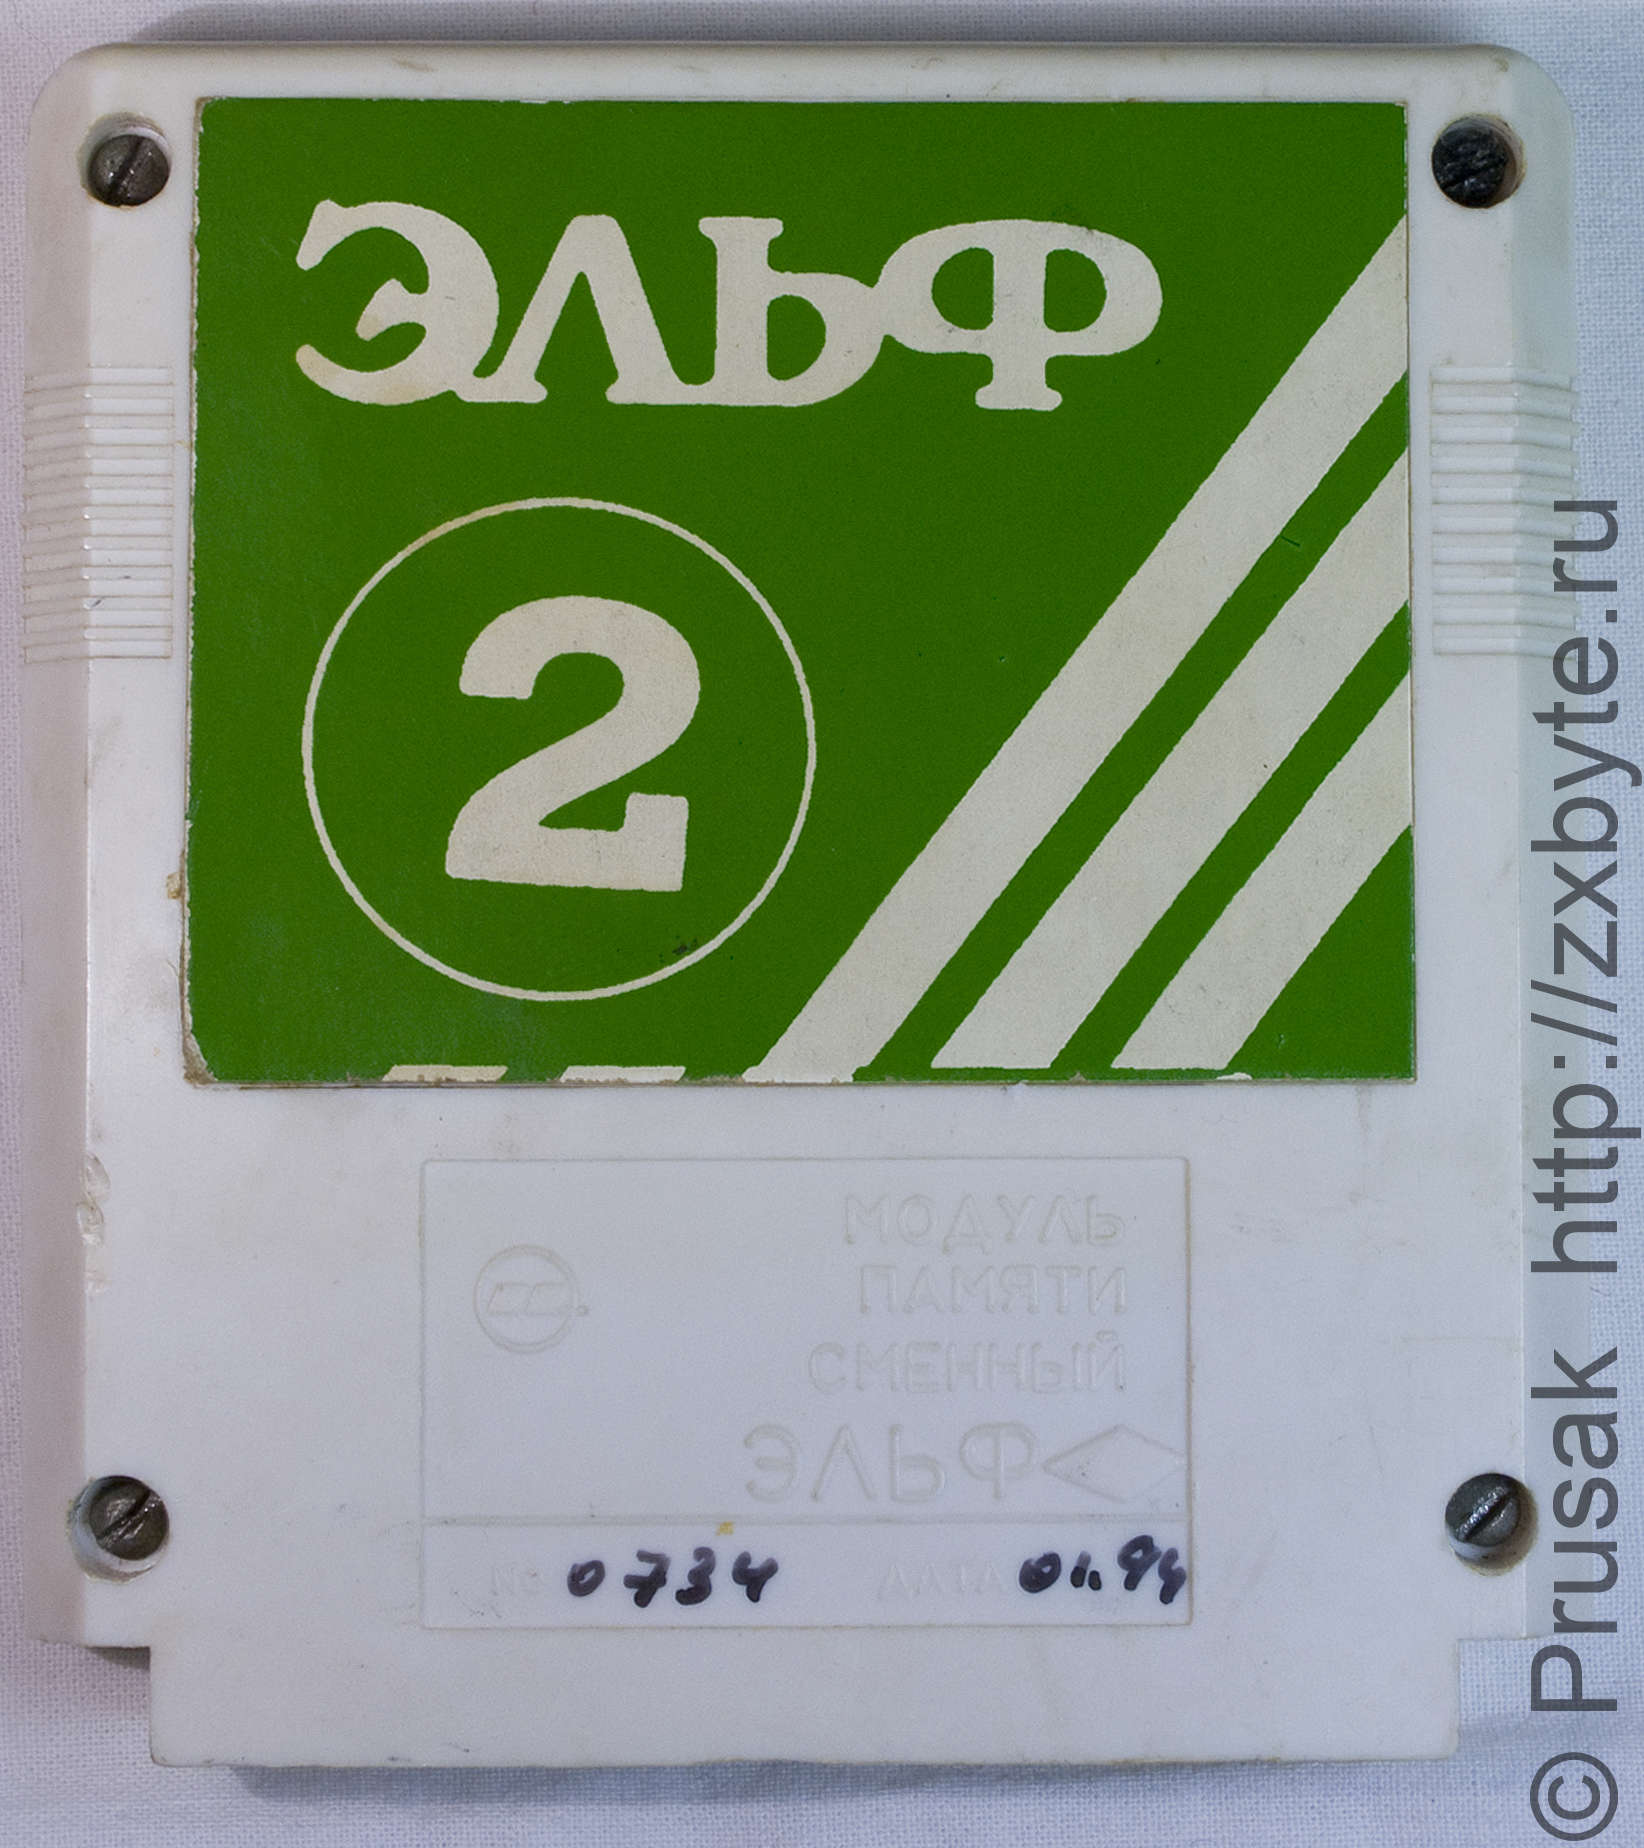 ЭЛЬФ
2
МОДУЛЬ
ПАМЯТИ
СМЕННЫЙ
ЭЛЬФ
№ 0734 ДАТА 01.94
© Prusak http://zxbyte.ru